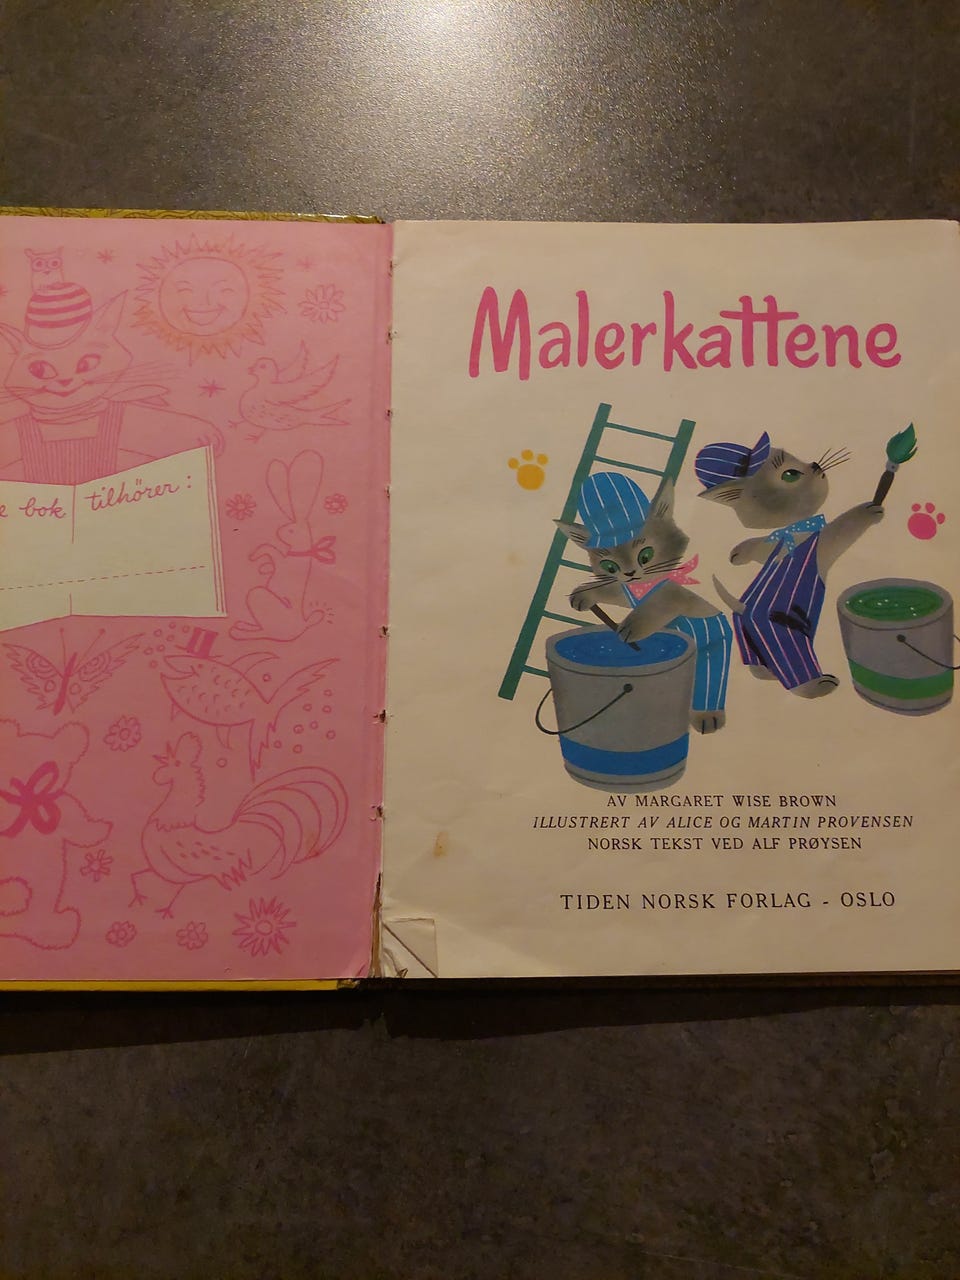 bok tilhører:
Malerkattene
AV MARGARET WISE BROWN
ILLUSTRERT AV ALICE OG MARTIN PROVENSEN
NORSK TEKST VED ALF PRØYSEN
TIDEN NORSK FORLAG - OSLO